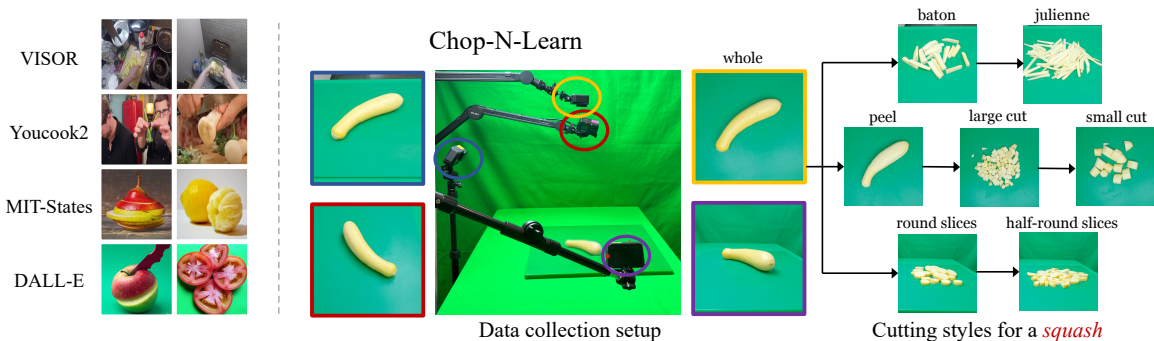 VISOR
Youcook2
MIT-States
DALL-E
Chop-N-Learn
Data collection setup
whole
baton
julienne
peel
large cut
small cut
round slices
half-round slices
Cutting styles for a squash